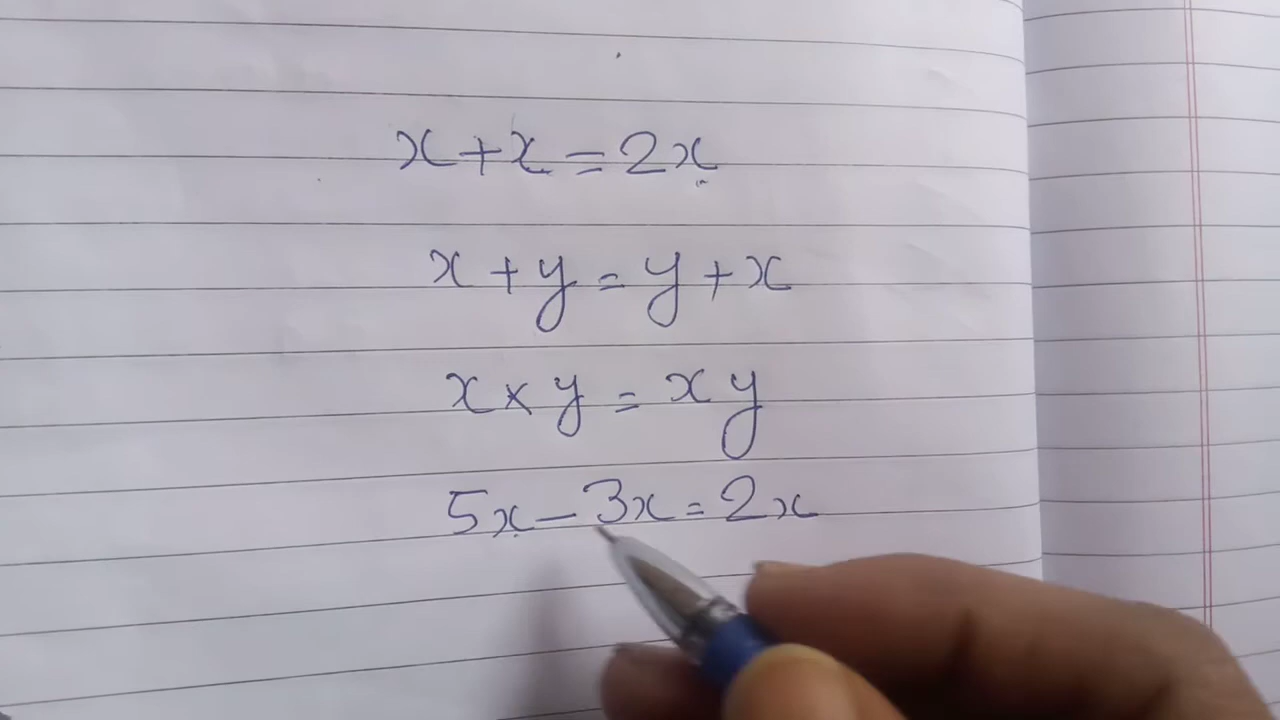 x + x = 2x
x + y = y + x
x × y = xy
5x - 3x = 2x